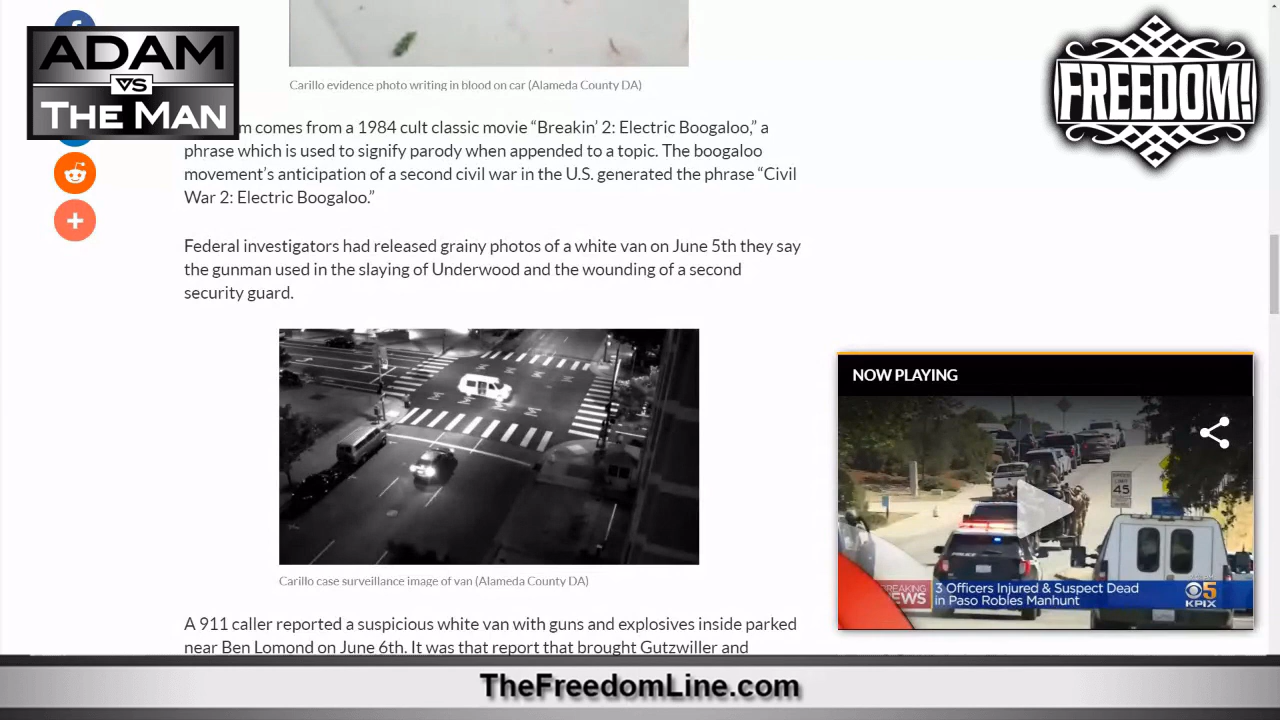 ADAM
VS
THE MAN
FREEDOM!
Carillo evidence photo writing in blood on car (Alameda County DA)
comes from a 1984 cult classic movie “Breakin’ 2: Electric Boogaloo,” a
phrase which is used to signify parody when appended to a topic. The boogaloo
movement’s anticipation of a second civil war in the U.S. generated the phrase “Civil
War 2: Electric Boogaloo.”
Federal investigators had released grainy photos of a white van on June 5th they say
the gunman used in the slaying of Underwood and the wounding of a second
security guard.
Carillo case surveillance image of van (Alameda County DA)
A 911 caller reported a suspicious white van with guns and explosives inside parked
near Ben Lomond on June 6th. It was that report that brought Gutzwiller and
NOW PLAYING
SPEED
LIMIT
45
POLICE
BREAKING
NEWS
3 Officers Injured & Suspect Dead
in Paso Robles Manhunt
5
KPIX
TheFreedomLine.com